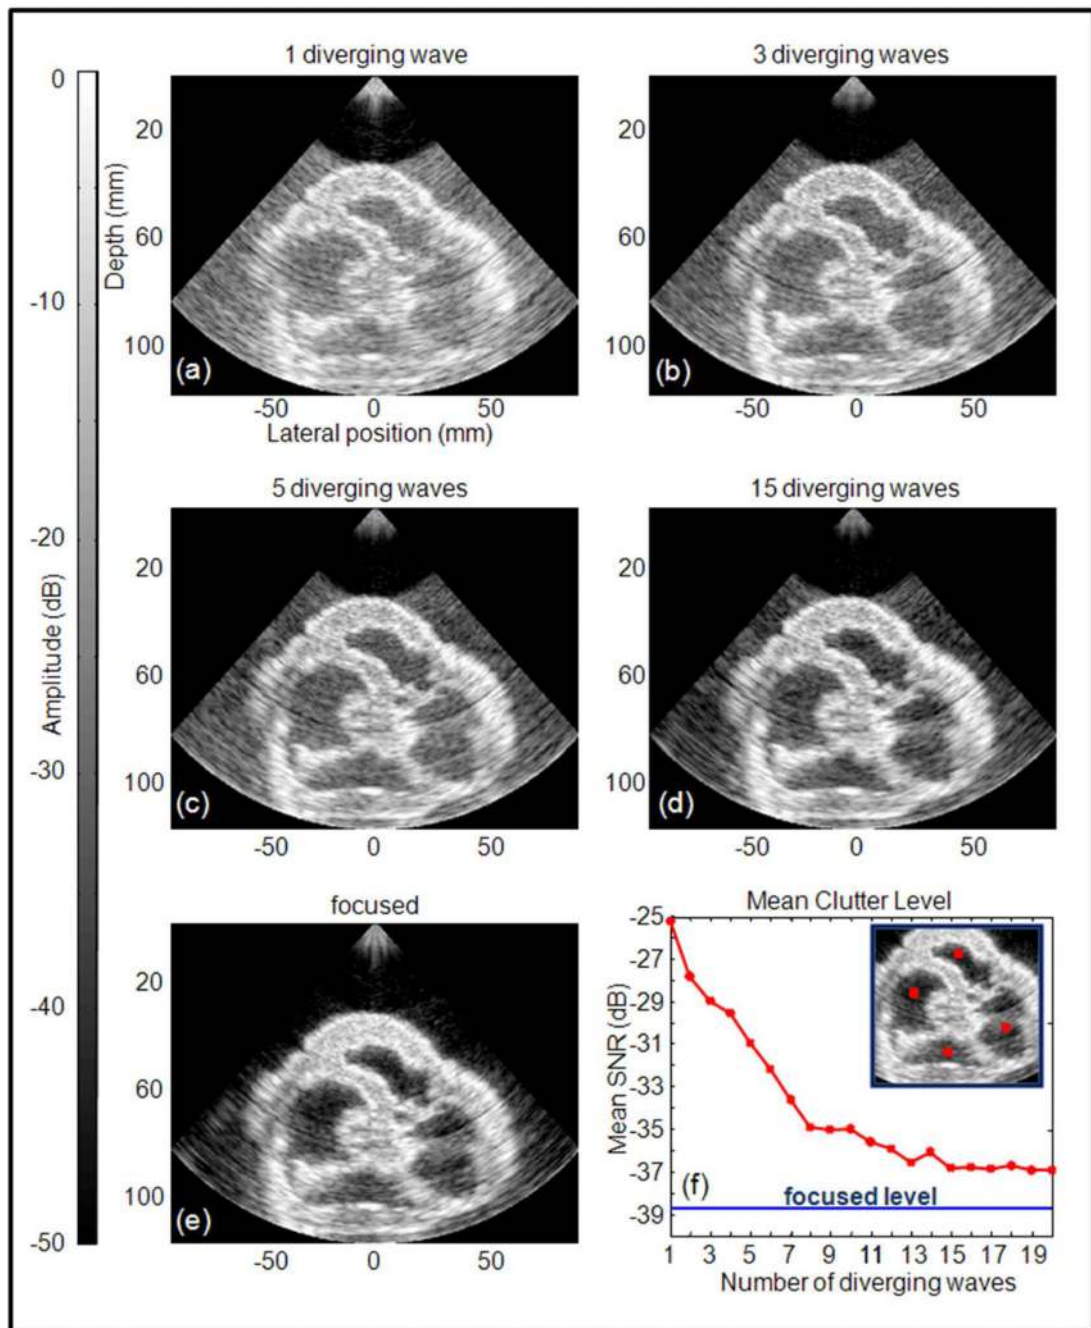 1 diverging wave
3 diverging waves
0
-10
-20
-30
-40
-50
Amplitude (dB)
Depth (mm)
20
60
100
(a)
-50 0 50
Lateral position (mm)
20
60
100
(b)
-50 0 50
5 diverging waves
15 diverging waves
20
60
100
(c)
-50 0 50
20
60
100
(d)
-50 0 50
focused
20
60
100
(e)
-50 0 50
Mean Clutter Level
Mean SNR (dB)
-25
-27
-29
-31
-33
-35
-37
-39
(f)
focused level
1 3 5 7 9 11 13 15 17 19
Number of diverging waves